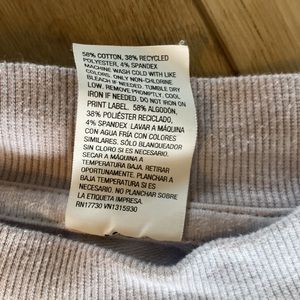 58% COTTON, 38% RECYCLED
POLYESTER, 4% SPANDEX
MACHINE WASH COLD WITH LIKE
COLORS. ONLY NON-CHLORINE
BLEACH IF NEEDED. TUMBLE DRY
LOW. REMOVE PROMPTLY. COOL
IRON IF NEEDED. DO NOT IRON
PRINT LABEL. 58% ALGODÓN,
38% POLIÉSTER RECICLADO,
4% SPANDEX LAVAR A MÁQUINA
CON AGUA FRÍA CON COLORES
SIMILARES. SÓLO BLANQUEADOR
SIN CLORO SI ES NECESARIO.
SECAR A MÁQUINA A
TEMPERATURA BAJA. RETIRAR
OPORTUNAMENTE. PLANCHAR A
BAJA TEMPERATURA SI ES
NECESARIO. NO PLANCHAR SOBRE
LA ETIQUETA IMPRESA.
RN17730 VN1315930